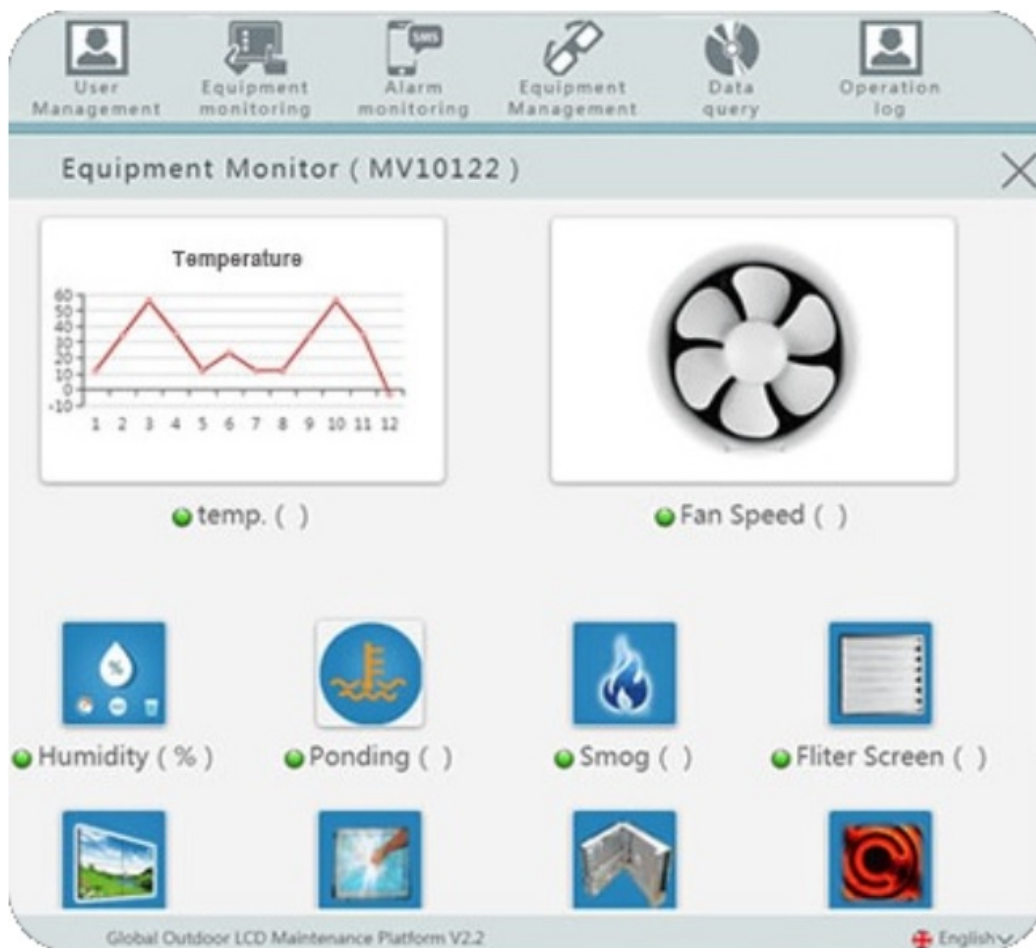 SMS
User Management
Equipment monitoring
Alarm monitoring
Equipment Management
Data query
Operation log
Equipment Monitor ( MV10122 )
Temperature
60
50
40
30
20
10
0
-10
1 2 3 4 5 6 7 8 9 10 11 12
temp. ( )
Fan Speed ( )
%
Humidity ( % )
Ponding ( )
Smog ( )
Fliter Screen ( )
Global Outdoor LCD Maintenance Platform V2.2
English